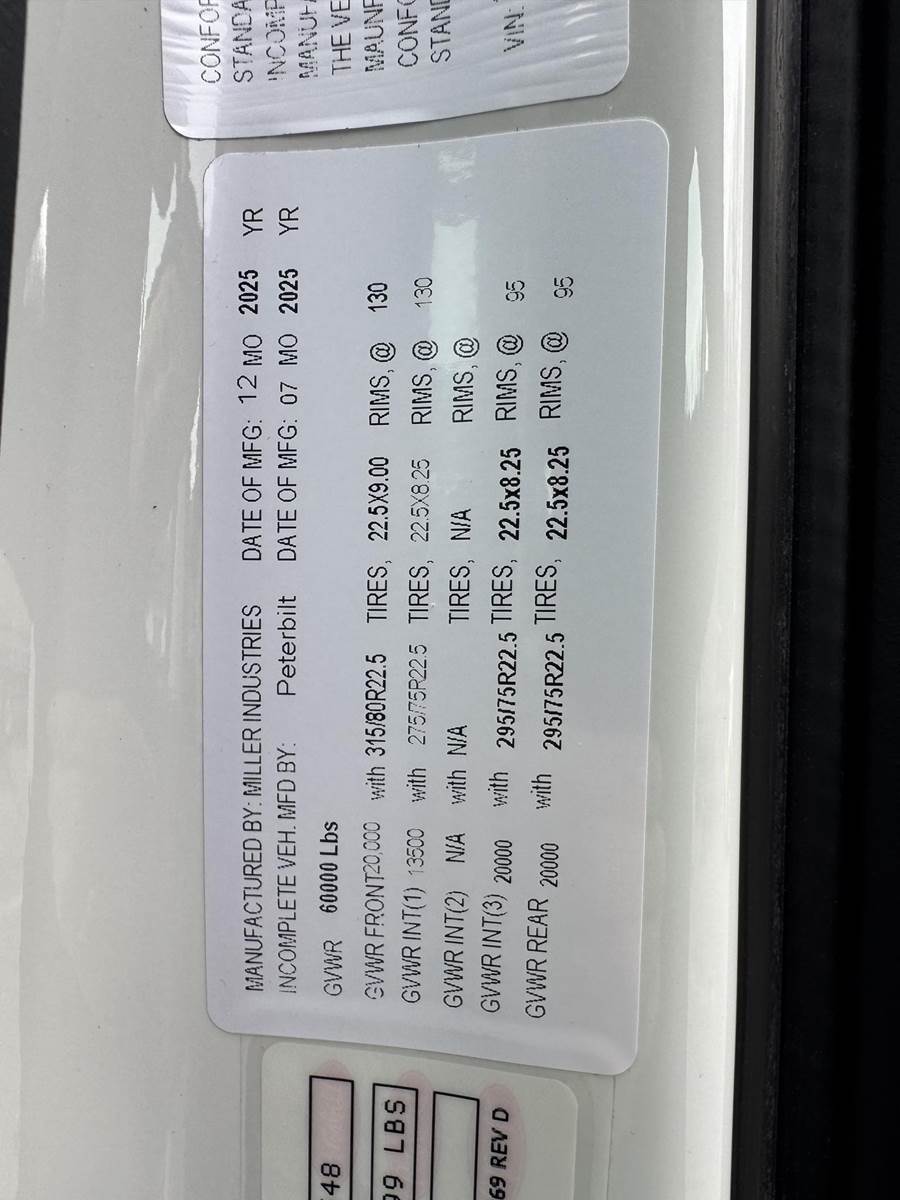 MANUFACTURED BY: MILLER INDUSTRIES DATE OF MFG: 12 MO 2025 YR
INCOMPLETE VEH. MFD BY: Peterbilt DATE OF MFG: 07 MO 2025 YR
GVWR 60000 Lbs
GVWR FRONT20,000 with 315/80R22.5 TIRES, 22.5X9.00 RIMS, @ 130
GVWR INT(1) 13500 with 275/75R22.5 TIRES, 22.5X8.25 RIMS, @ 130
GVWR INT(2) N/A with N/A TIRES, N/A RIMS, @
GVWR INT(3) 20000 with 295/75R22.5 TIRES, 22.5x8.25 RIMS, @ 95
GVWR REAR 20000 with 295/75R22.5 TIRES, 22.5x8.25 RIMS, @ 95
48
99 LBS
69 REV D
CONFOR
STANDA
INCOMP
MANUFA
THE VE
MAUNF
CONFO
STAND
VIN: